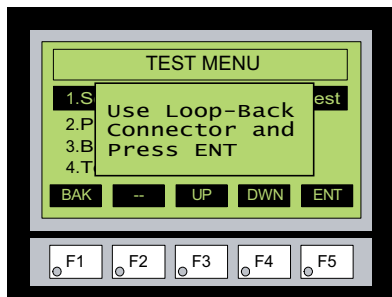 TEST MENU
1.S est
Use Loop-Back
Connector and
Press ENT
2.P
3.B
4.T
BAK -- UP DWN ENT
F1 F2 F3 F4 F5